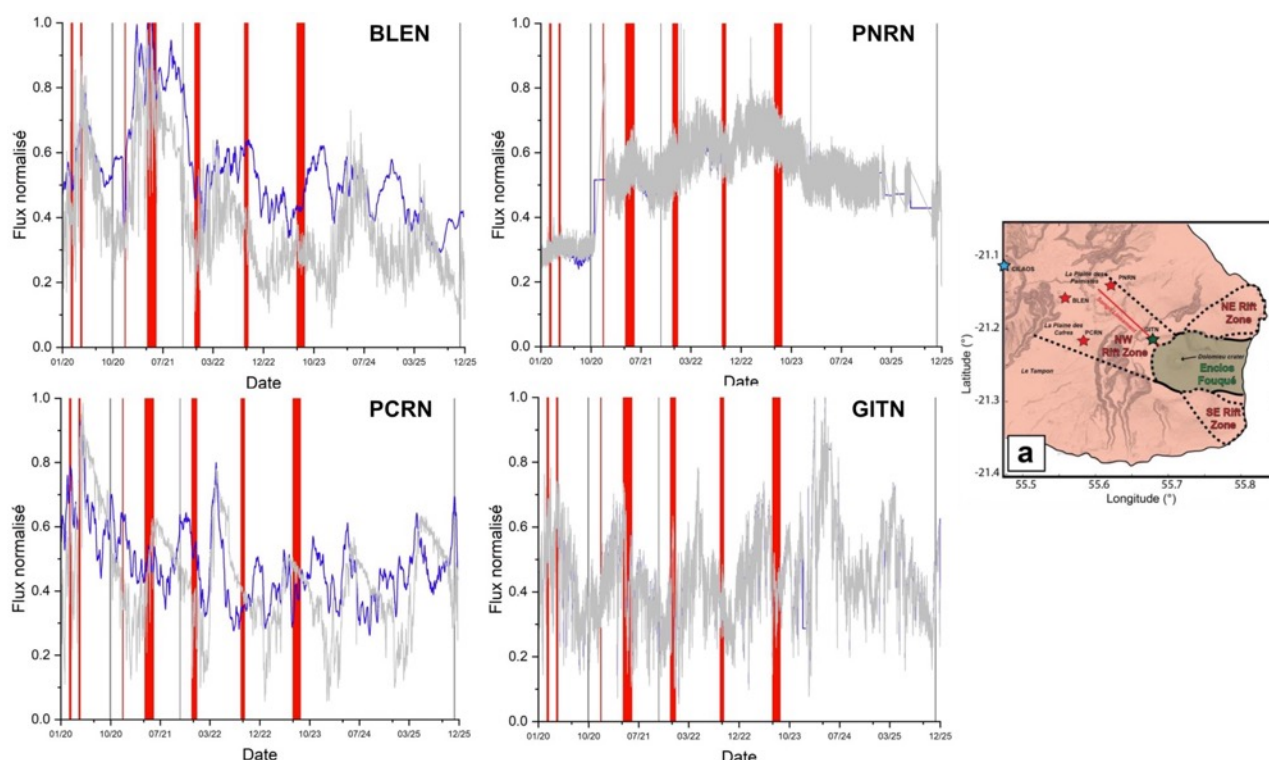 BLEN
Flux normalisé
1.0
0.8
0.6
0.4
0.2
0.0
01/20 10/20 07/21 03/22 12/22 10/23 07/24 03/25 12/25
Date
PNRN
Flux normalisé
1.0
0.8
0.6
0.4
0.2
0.0
01/20 10/20 07/21 03/22 12/22 10/23 07/24 03/25 12/25
Date
PCRN
Flux normalisé
1.0
0.8
0.6
0.4
0.2
0.0
01/20 10/20 07/21 03/22 12/22 10/23 07/24 03/25 12/25
Date
GITN
Flux normalisé
1.0
0.8
0.6
0.4
0.2
0.0
01/20 10/20 07/21 03/22 12/22 10/23 07/24 03/25 12/25
Date
Latitude (°)
-21.1
-21.2
-21.3
-21.4
La Plaine des
Palmistes
PNRN
BLEN
La Plaine des
Cafres
PCRN
GITN
NE Rift
Zone
NW
Rift Zone
Dolomieu crater
Enclos
Fouqué
Le Tampon
SE Rift
Zone
a
55.5 55.6 55.7 55.8
Longitude (°)